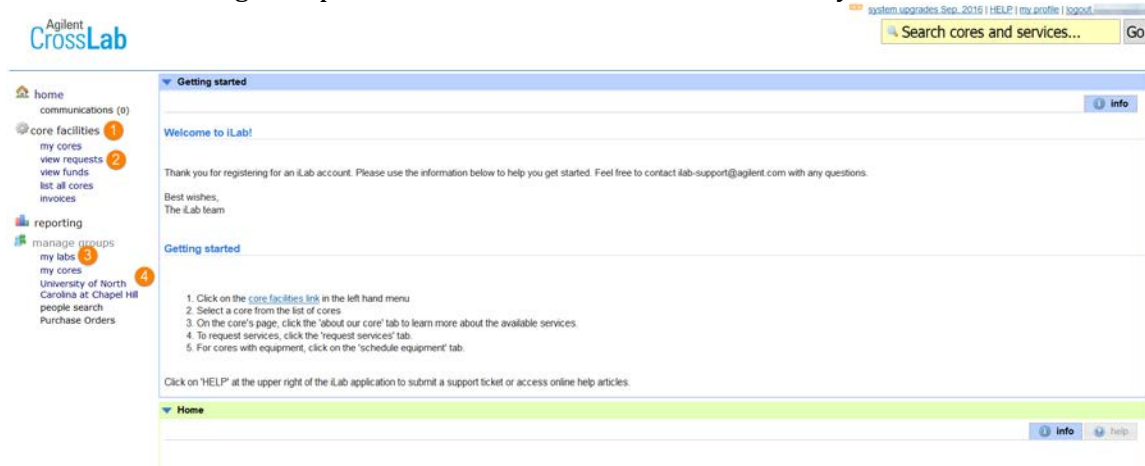 system upgrades Sep. 2016 | HELP | my profile | logout
Agilent
CrossLab
Search cores and services...
Go
home
communications (0)
core facilities 1
my cores
view requests 2
view funds
list all cores
invoices
reporting
manage groups
my labs 3
my cores
University of North 4
Carolina at Chapel Hill
people search
Purchase Orders
Getting started
info
Welcome to iLab!
Thank you for registering for an iLab account. Please use the information below to help you get started. Feel free to contact ilab-support@agilent.com with any questions.
Best wishes,
The iLab team
Getting started
1. Click on the core facilities link in the left hand menu
2. Select a core from the list of cores
3. On the core's page, click the 'about our core' tab to learn more about the available services.
4. To request services, click the 'request services' tab.
5. For cores with equipment, click on the 'schedule equipment' tab.
Click on 'HELP' at the upper right of the iLab application to submit a support ticket or access online help articles.
Home
info
help